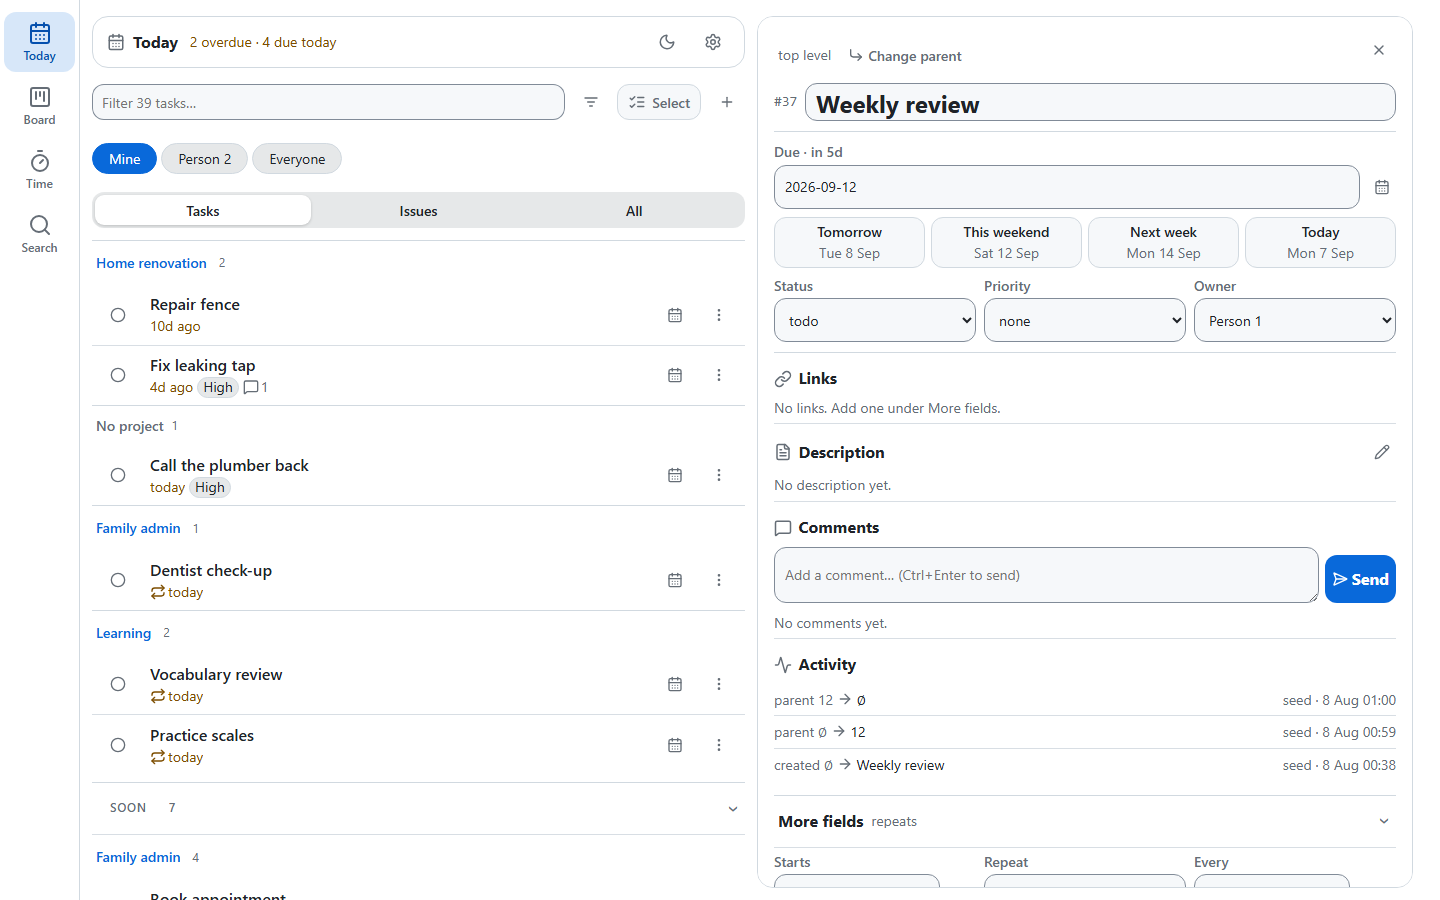 Today
Board
Time
Search
Today 2 overdue · 4 due today
Filter 39 tasks...
Select
Mine
Person 2
Everyone
Tasks
Issues
All
Home renovation 2
Repair fence
10d ago
Fix leaking tap
4d ago High 1
No project 1
Call the plumber back
today High
Family admin 1
Dentist check-up
today
Learning 2
Vocabulary review
today
Practice scales
today
SOON 7
Family admin 4
Book appointment
top level Change parent
#37 Weekly review
Due · in 5d
2026-09-12
Tomorrow
Tue 8 Sep
This weekend
Sat 12 Sep
Next week
Mon 14 Sep
Today
Mon 7 Sep
Status
Priority
Owner
todo
none
Person 1
Links
No links. Add one under More fields.
Description
No description yet.
Comments
Add a comment... (Ctrl+Enter to send)
Send
No comments yet.
Activity
parent 12 → Ø seed · 8 Aug 01:00
parent Ø → 12 seed · 8 Aug 00:59
created Ø → Weekly review seed · 8 Aug 00:38
More fields repeats
Starts
Repeat
Every